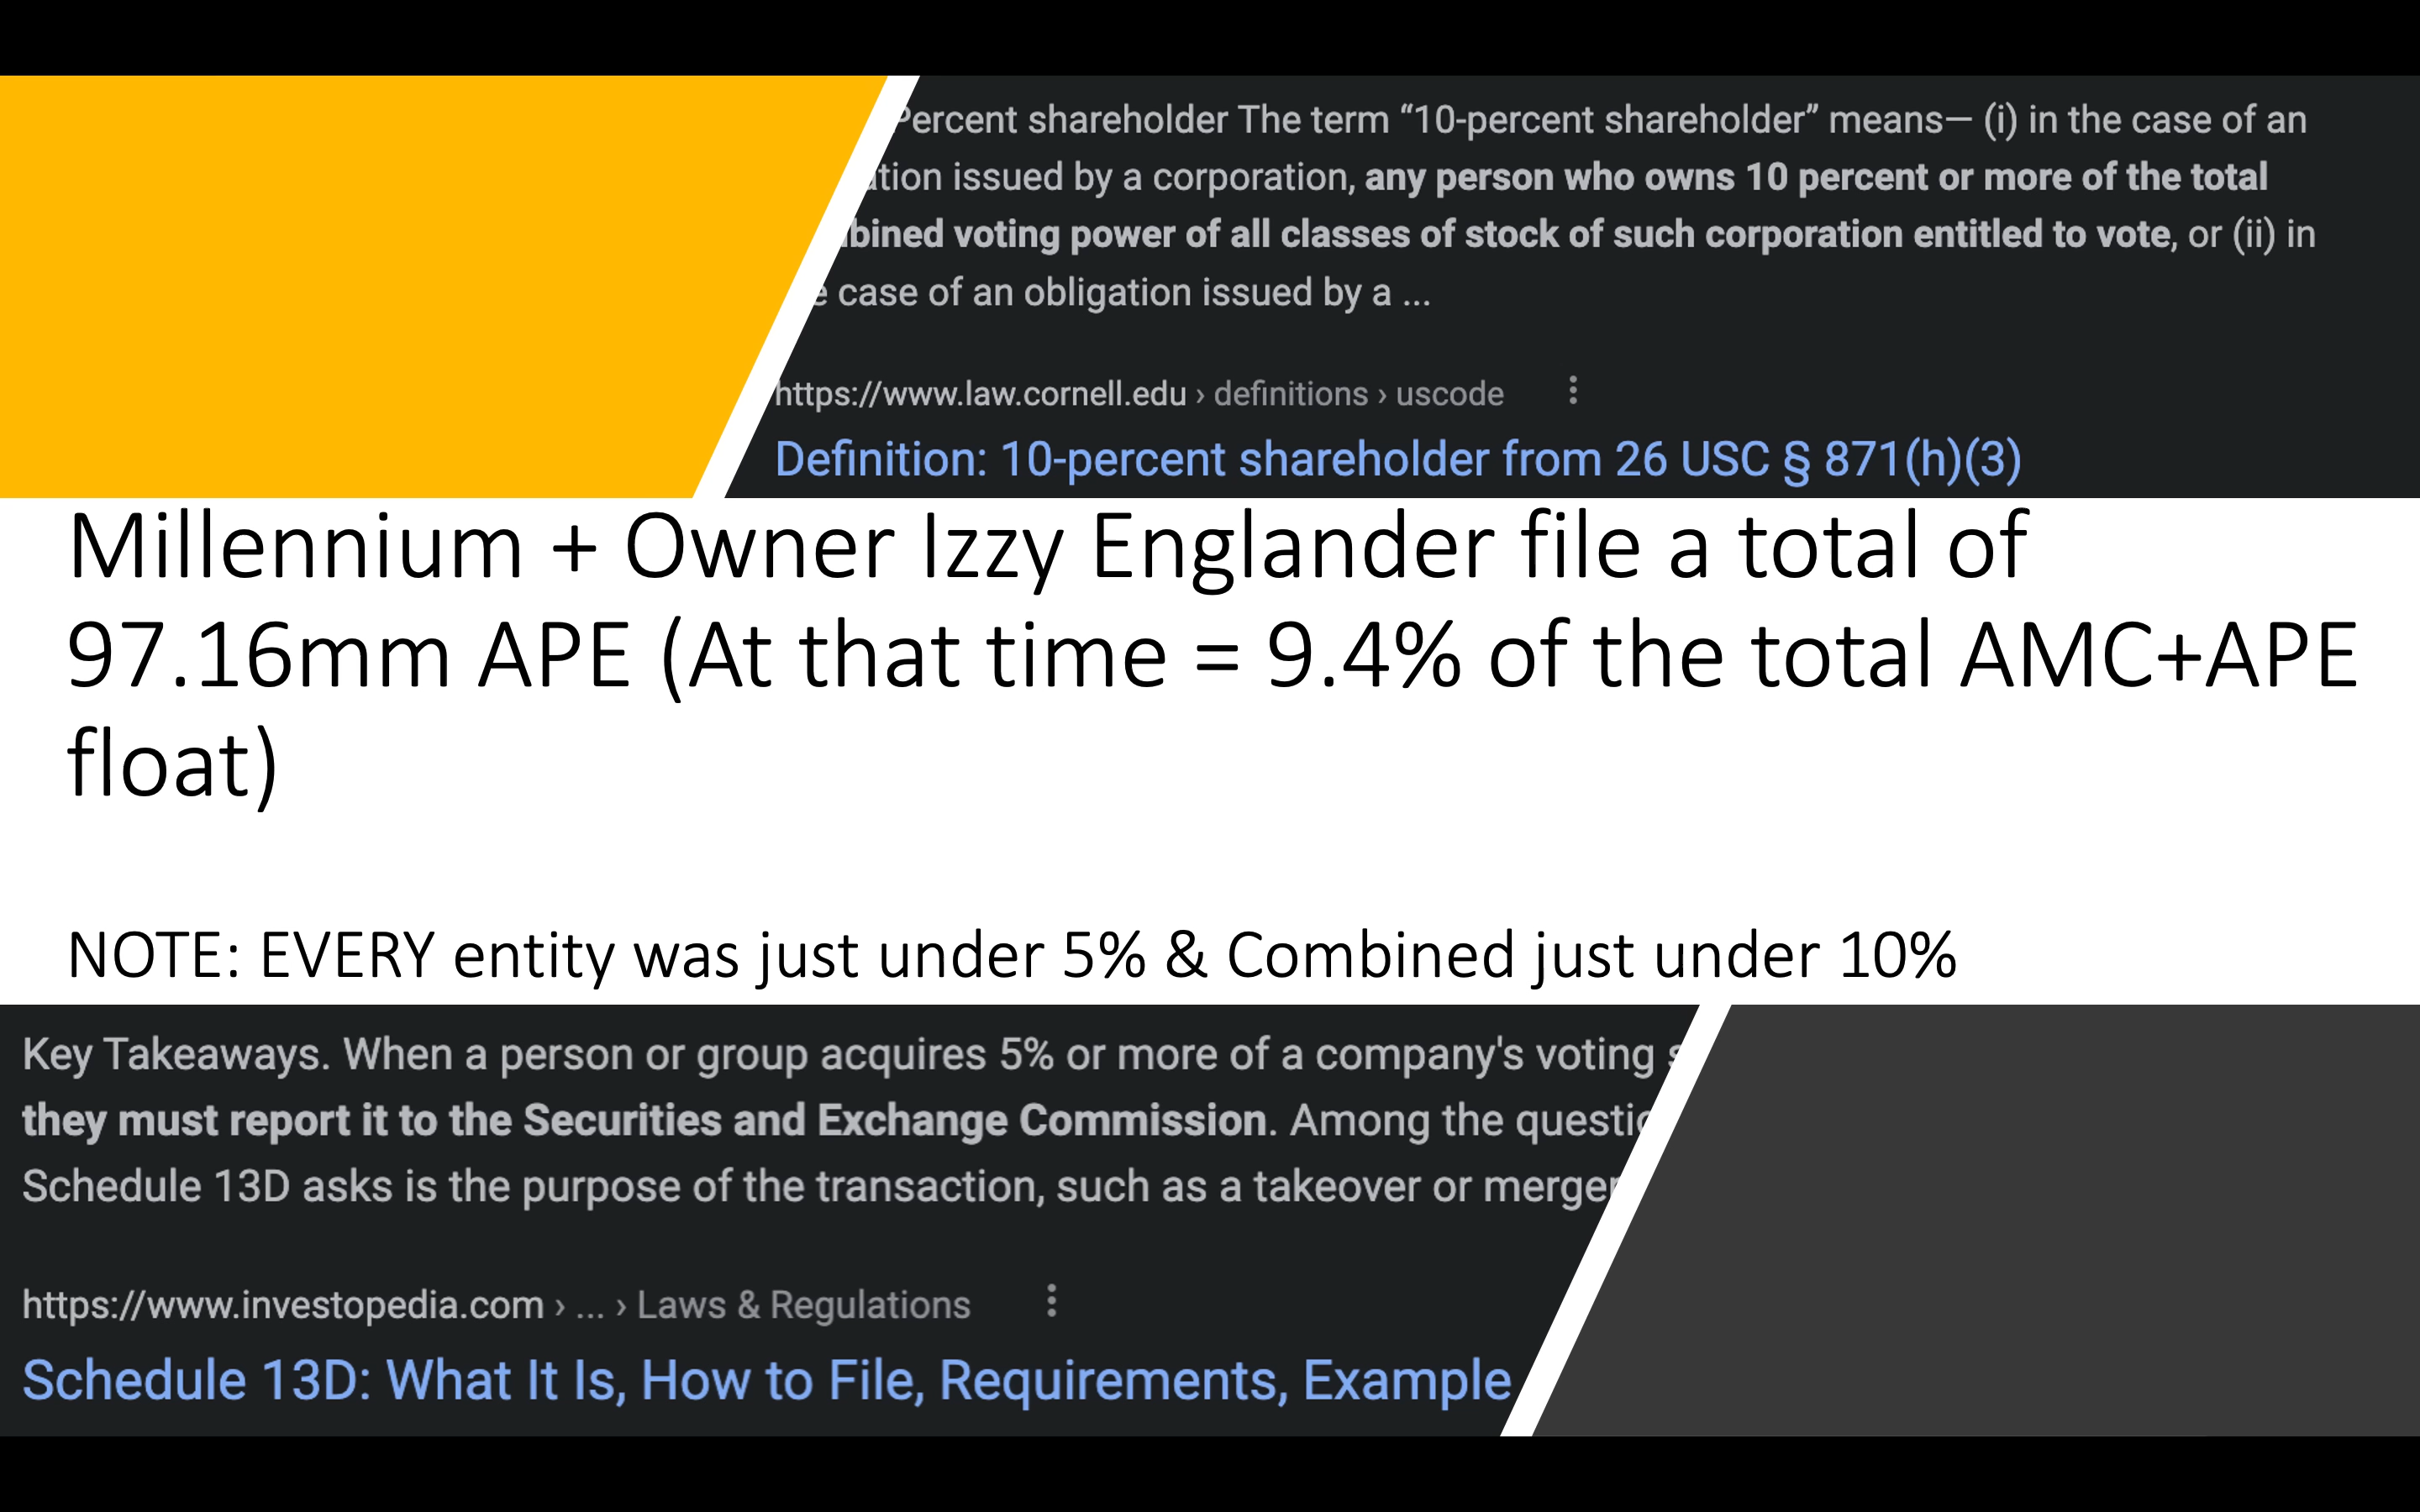 Percent shareholder The term “10-percent shareholder” means— (i) in the case of an
issued by a corporation, any person who owns 10 percent or more of the total
voting power of all classes of stock of such corporation entitled to vote, or (ii) in
case of an obligation issued by a ...
https://www.law.cornell.edu › definitions › uscode
Definition: 10-percent shareholder from 26 USC § 871(h)(3)
Millennium + Owner Izzy Englander file a total of
97.16mm APE (At that time = 9.4% of the total AMC+APE
float)
NOTE: EVERY entity was just under 5% & Combined just under 10%
Key Takeaways. When a person or group acquires 5% or more of a company's voting
they must report it to the Securities and Exchange Commission. Among the
Schedule 13D asks is the purpose of the transaction, such as a takeover or merger
https://www.investopedia.com › ... › Laws & Regulations
Schedule 13D: What It Is, How to File, Requirements, Example